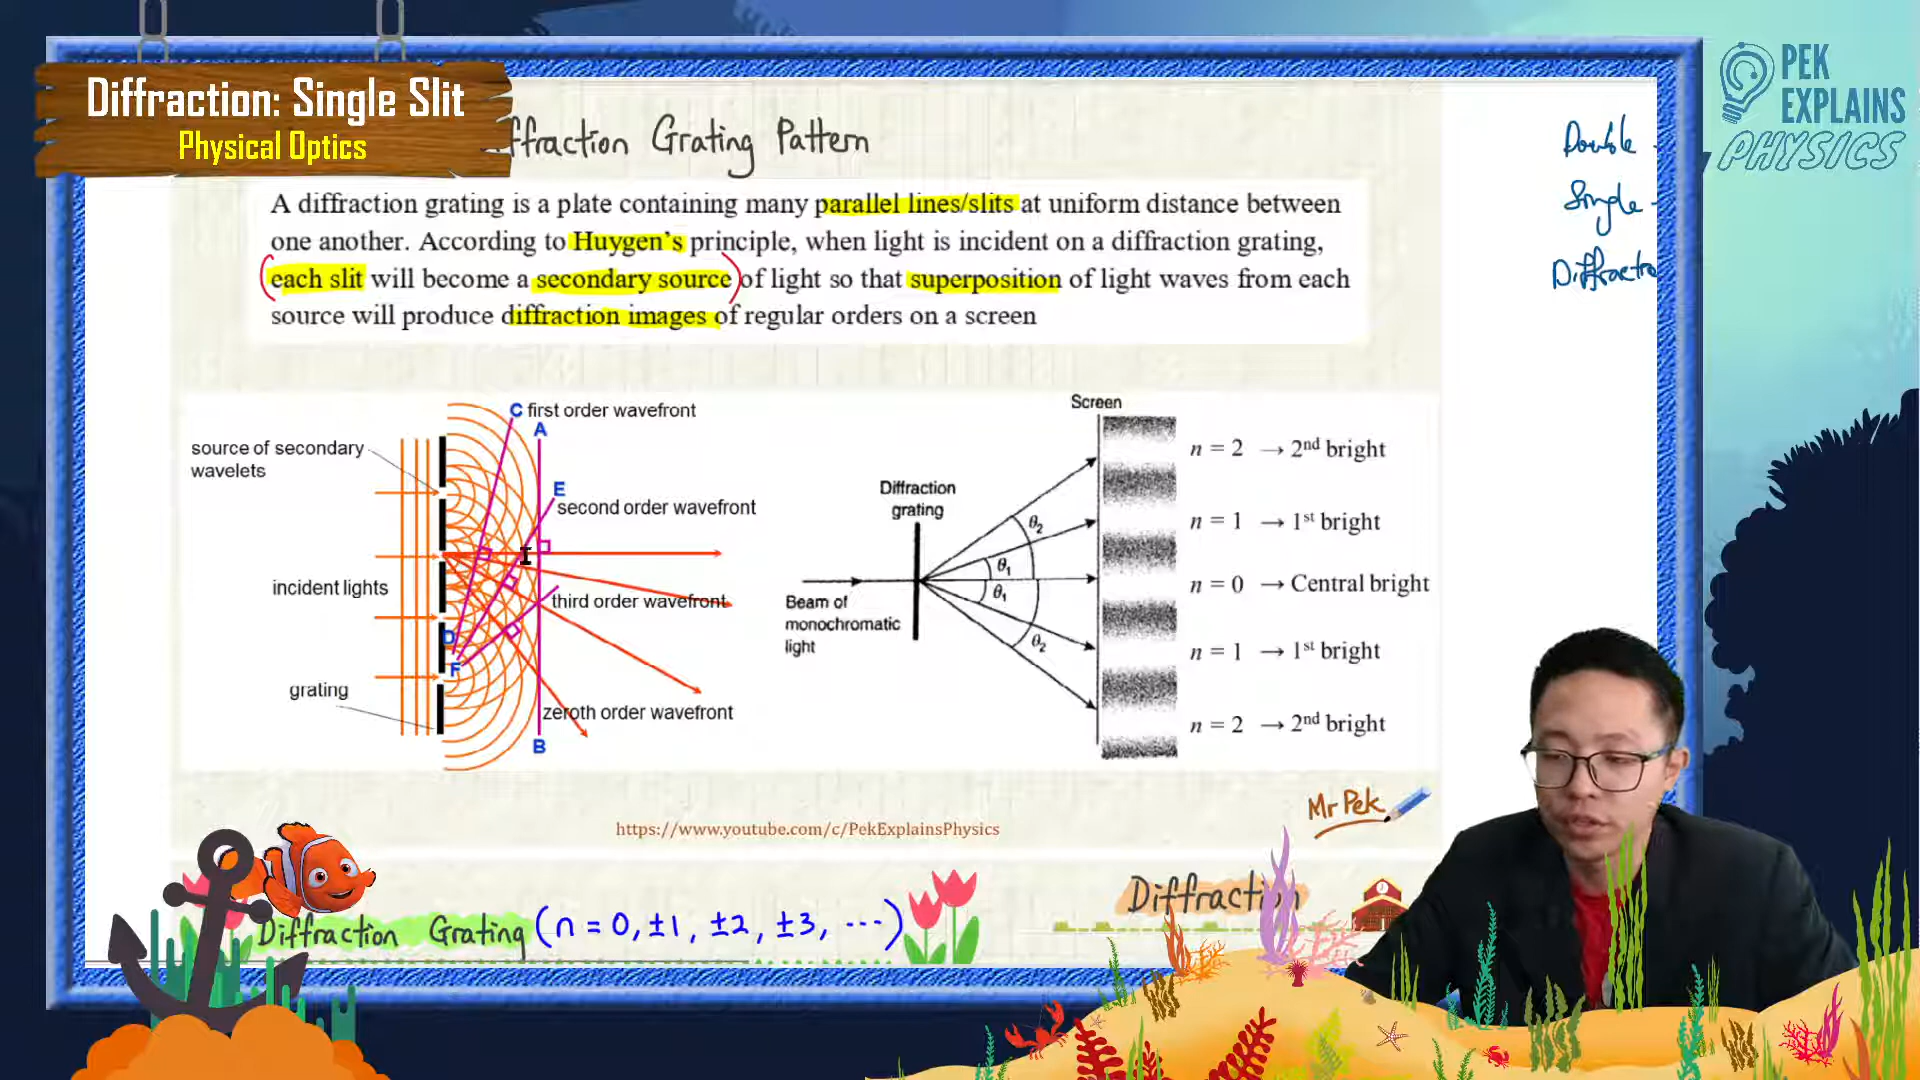 Diffraction: Single Slit
Physical Optics
PEK
EXPLAINS
PHYSICS
ffraction Grating Pattern
Double
Single
Diffractio
A diffraction grating is a plate containing many parallel lines/slits at uniform distance between
one another. According to Huygen's principle, when light is incident on a diffraction grating,
each slit will become a secondary source of light so that superposition of light waves from each
source will produce diffraction images of regular orders on a screen
C first order wavefront
A
source of secondary
wavelets
E
second order wavefront
incident lights
third order wavefront
D
F
grating
zeroth order wavefront
B
Screen
Diffraction
grating
Beam of
monochromatic
light
θ₂
θ₁
θ₁
θ₂
n = 2 → 2nd bright
n = 1 → 1st bright
n = 0 → Central bright
n = 1 → 1st bright
n = 2 → 2nd bright
Mr Pek
https://www.youtube.com/c/PekExplainsPhysics
Diffraction Grating (n = 0, ±1, ±2, ±3, ...)
Diffraction